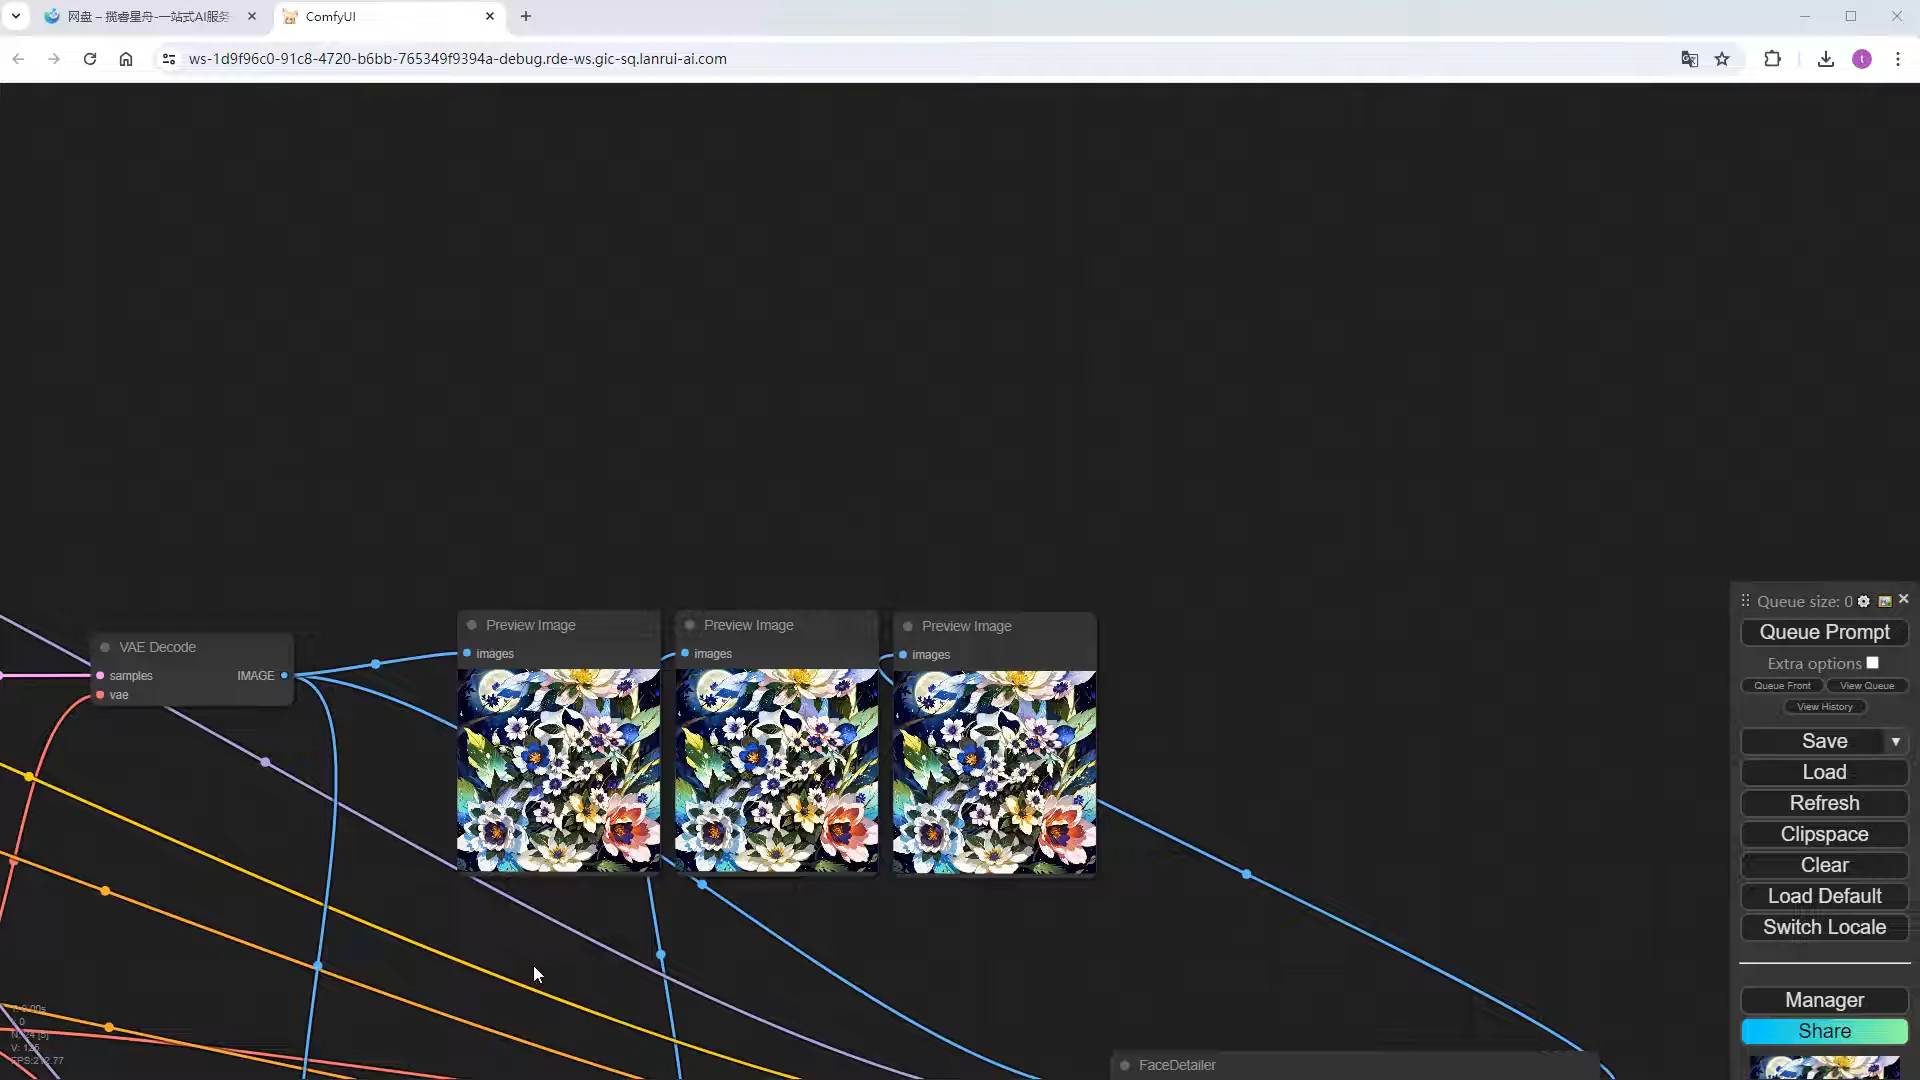 网盘 – 揽睿星舟-一站式AI服务
ComfyUI
ws-1d9f96c0-91c8-4720-b6bb-765349f9394a-debug.rde-ws.gic-sq.lanrui-ai.com
t
VAE Decode
samples
IMAGE
vae
Preview Image
images
Preview Image
images
Preview Image
images
FaceDetailer
Queue size: 0
Queue Prompt
Extra options
Queue Front
View Queue
View History
Save
Load
Refresh
Clipspace
Clear
Load Default
Switch Locale
Manager
Share